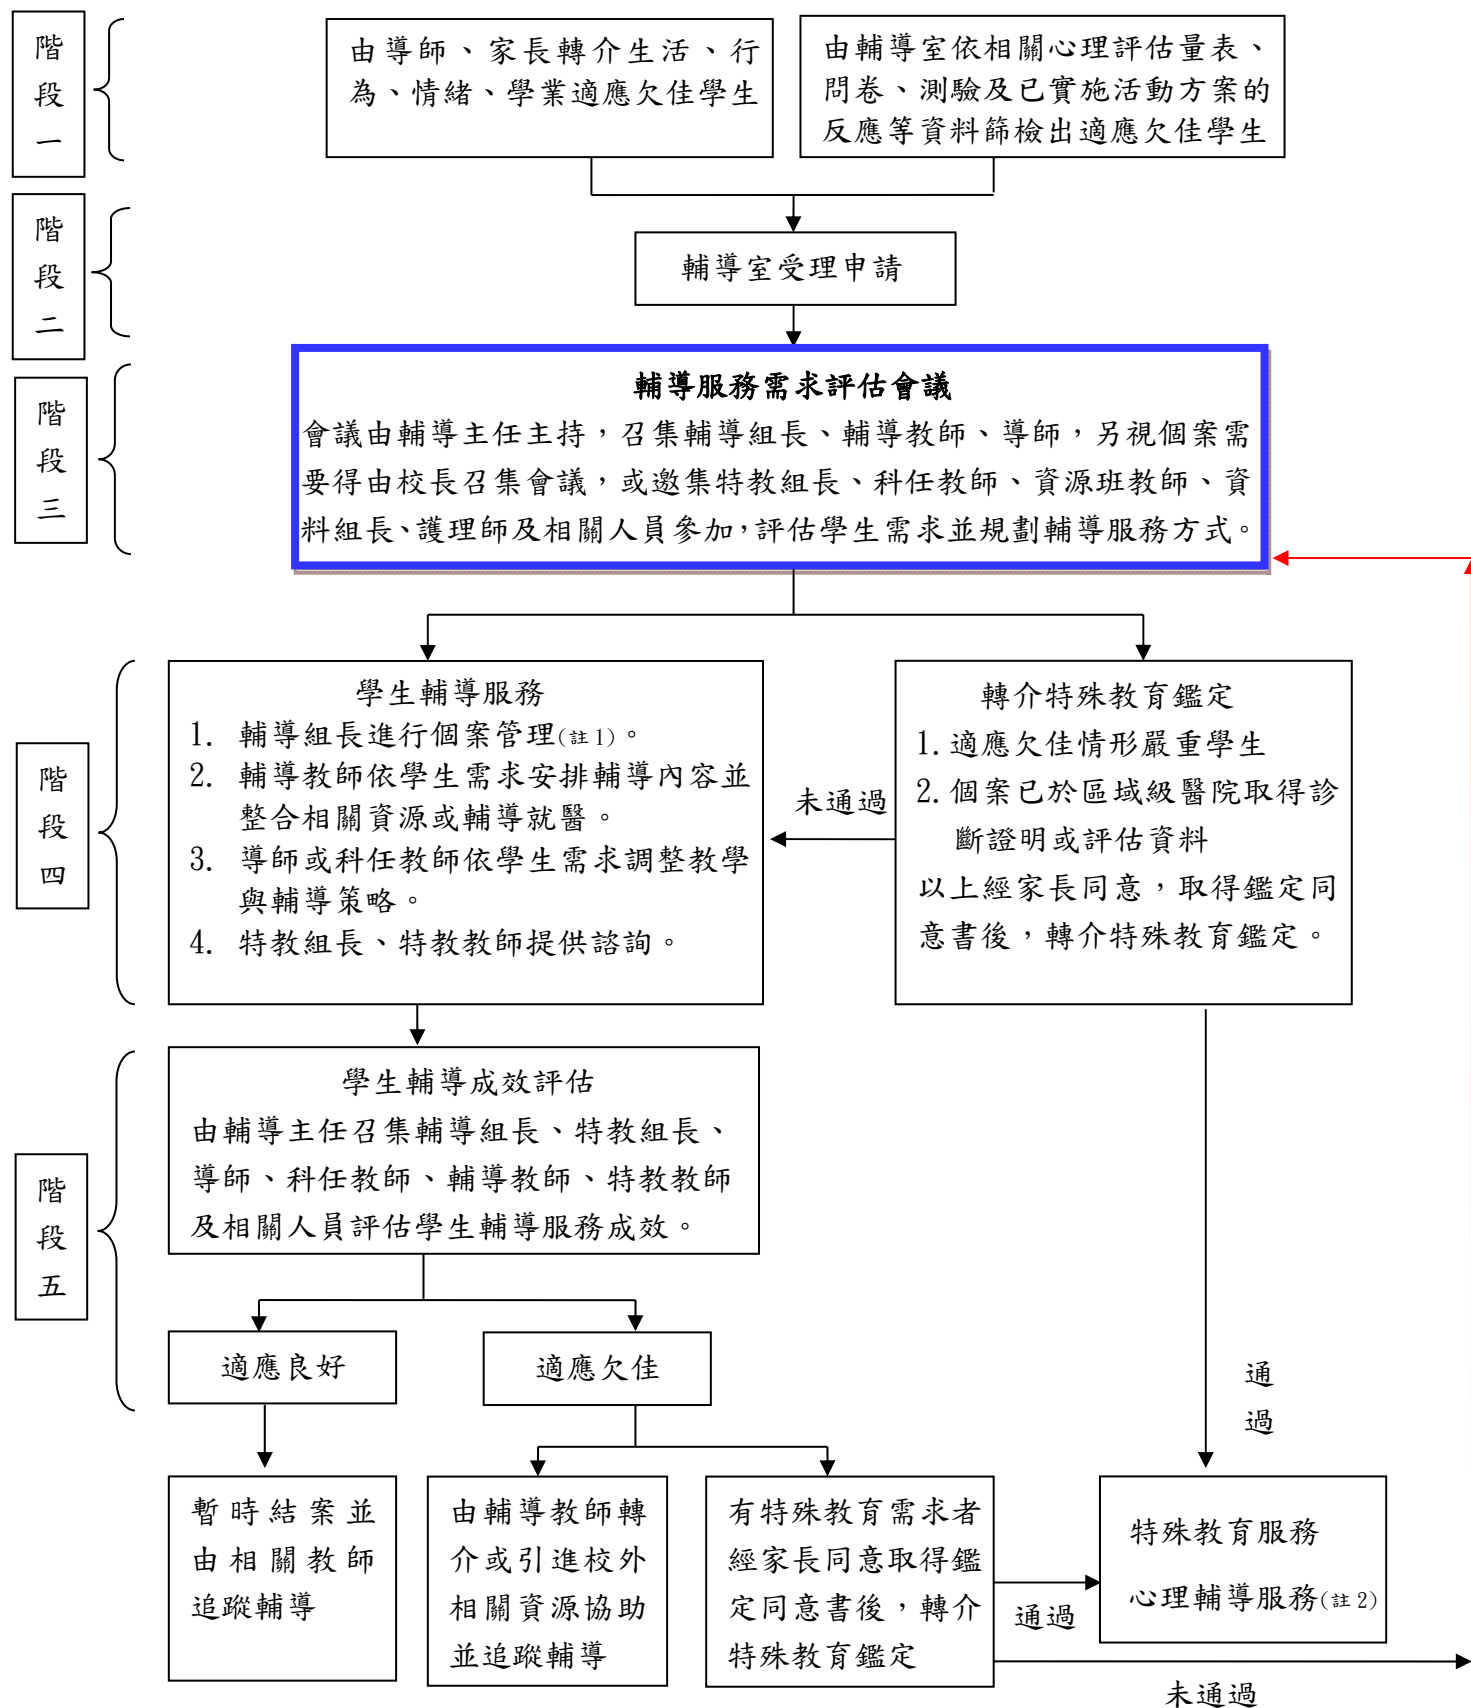 階
段
一
由導師、家長轉介生活、行
為、情緒、學業適應欠佳學生
由輔導室依相關心理評估量表、
問卷、測驗及已實施活動方案的
反應等資料篩檢出適應欠佳學生
階
段
二
輔導室受理申請
階
段
三
輔導服務需求評估會議
會議由輔導主任主持，召集輔導組長、輔導教師、導師，另視個案需
要得由校長召集會議，或邀集特教組長、科任教師、資源班教師、資
料組長、護理師及相關人員參加，評估學生需求並規劃輔導服務方式。
階
段
四
學生輔導服務
1. 輔導組長進行個案管理(註1)。
2. 輔導教師依學生需求安排輔導內容並
整合相關資源或輔導就醫。
3. 導師或科任教師依學生需求調整教學
與輔導策略。
4. 特教組長、特教教師提供諮詢。
未通過
轉介特殊教育鑑定
1.適應欠佳情形嚴重學生
2.個案已於區域級醫院取得診
斷證明或評估資料
以上經家長同意，取得鑑定同
意書後，轉介特殊教育鑑定。
階
段
五
學生輔導成效評估
由輔導主任召集輔導組長、特教組長、
導師、科任教師、輔導教師、特教教師
及相關人員評估學生輔導服務成效。
適應良好
適應欠佳
通
過
暫時結案並
由相關教師
追蹤輔導
由輔導教師轉
介或引進校外
相關資源協助
並追蹤輔導
有特殊教育需求者
經家長同意取得鑑
定同意書後，轉介
特殊教育鑑定
通過
特殊教育服務
心理輔導服務(註2)
未通過